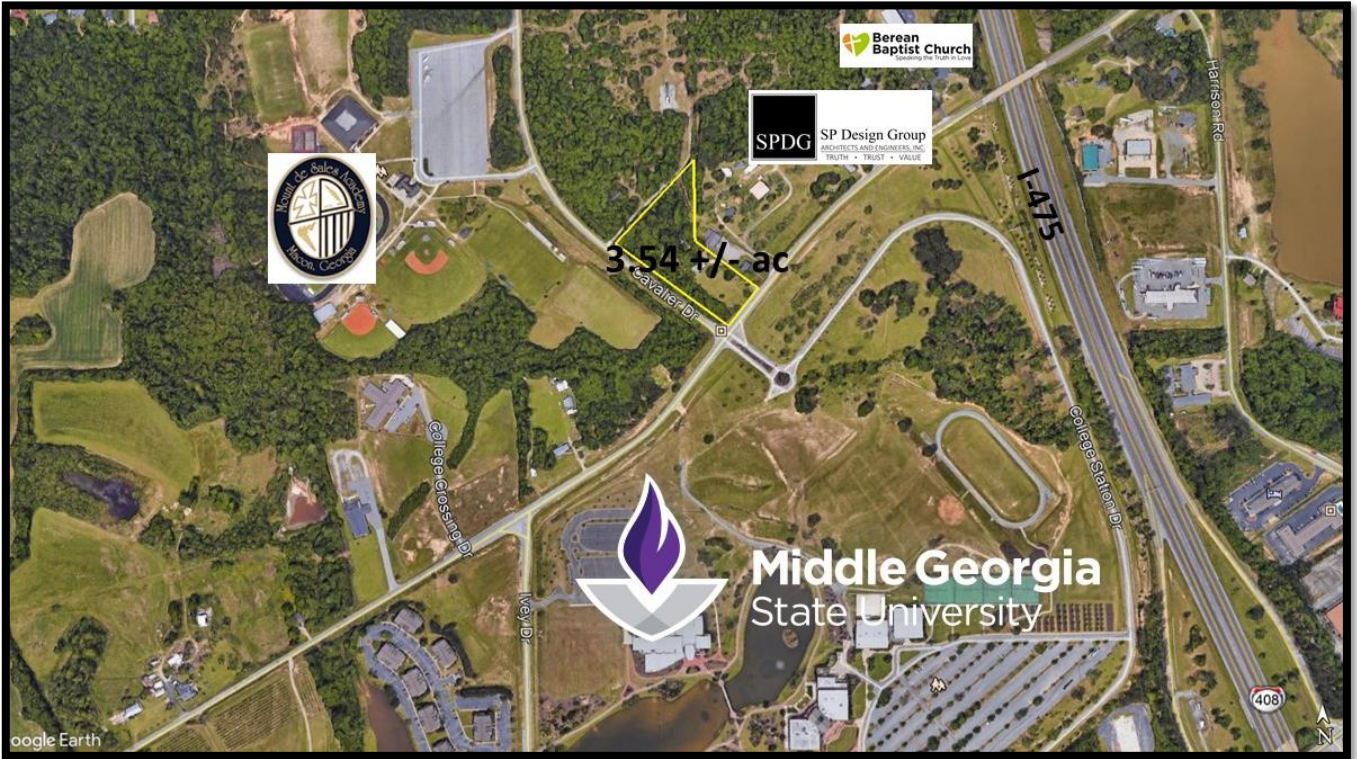 Berean
Baptist Church
Speaking the Truth in Love
Harrison Rd
SPDG
SP Design Group
ARCHITECTS AND ENGINEERS, INC.
TRUTH • TRUST • VALUE
Mount de Sales Academy
Macon, Georgia
I-475
3.54 +/- ac
Cavalier Dr
College Crossing Dr
College Station Dr
Ivey Dr
Middle Georgia
State University
408
N
oogle Earth